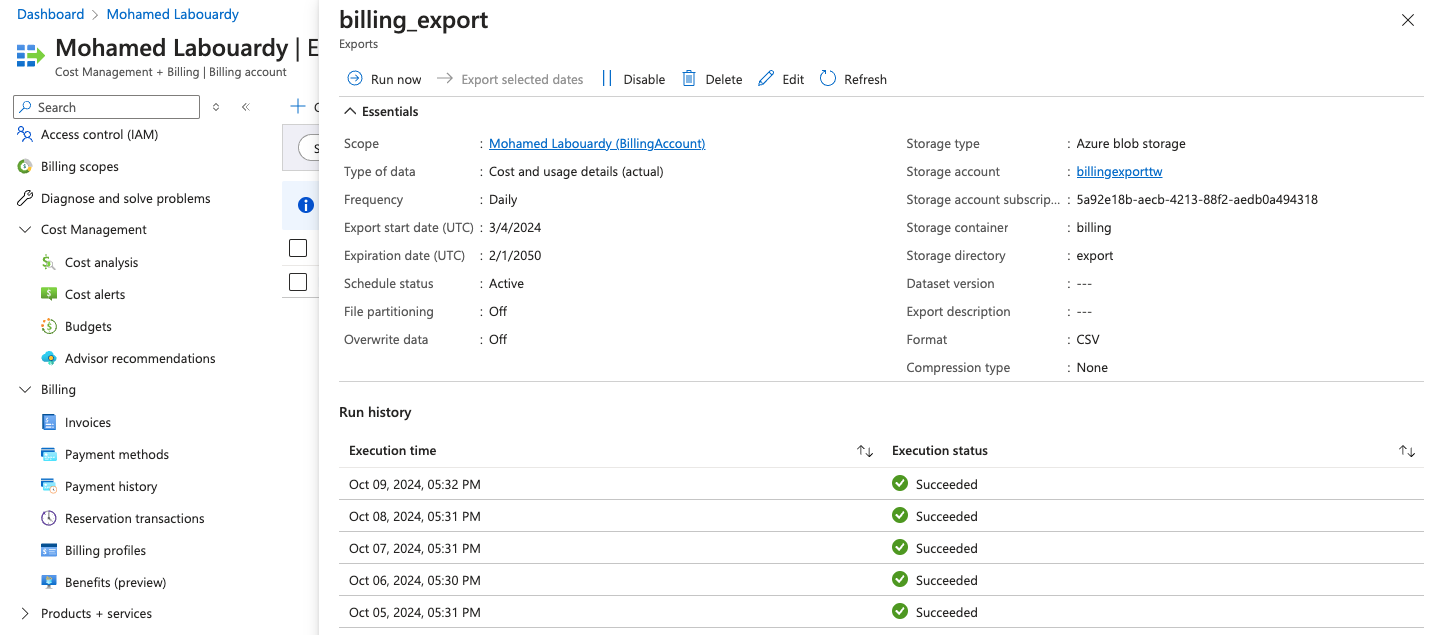 Dashboard > Mohamed Labouardy
Mohamed Labouardy | E
Cost Management + Billing | Billing account
Search
Access control (IAM)
Billing scopes
Diagnose and solve problems
Cost Management
Cost analysis
Cost alerts
Budgets
Advisor recommendations
Billing
Invoices
Payment methods
Payment history
Reservation transactions
Billing profiles
Benefits (preview)
Products + services
billing_export
Exports
Run now Export selected dates Disable Delete Edit Refresh
Essentials
Scope : Mohamed Labouardy (BillingAccount)
Type of data : Cost and usage details (actual)
Frequency : Daily
Export start date (UTC) : 3/4/2024
Expiration date (UTC) : 2/1/2050
Schedule status : Active
File partitioning : Off
Overwrite data : Off
Storage type : Azure blob storage
Storage account : billingexporttw
Storage account subscrip... : 5a92e18b-aecb-4213-88f2-aedb0a494318
Storage container : billing
Storage directory : export
Dataset version : ---
Export description : ---
Format : CSV
Compression type : None
Run history
Execution time Execution status
Oct 09, 2024, 05:32 PM Succeeded
Oct 08, 2024, 05:31 PM Succeeded
Oct 07, 2024, 05:31 PM Succeeded
Oct 06, 2024, 05:30 PM Succeeded
Oct 05, 2024, 05:31 PM Succeeded